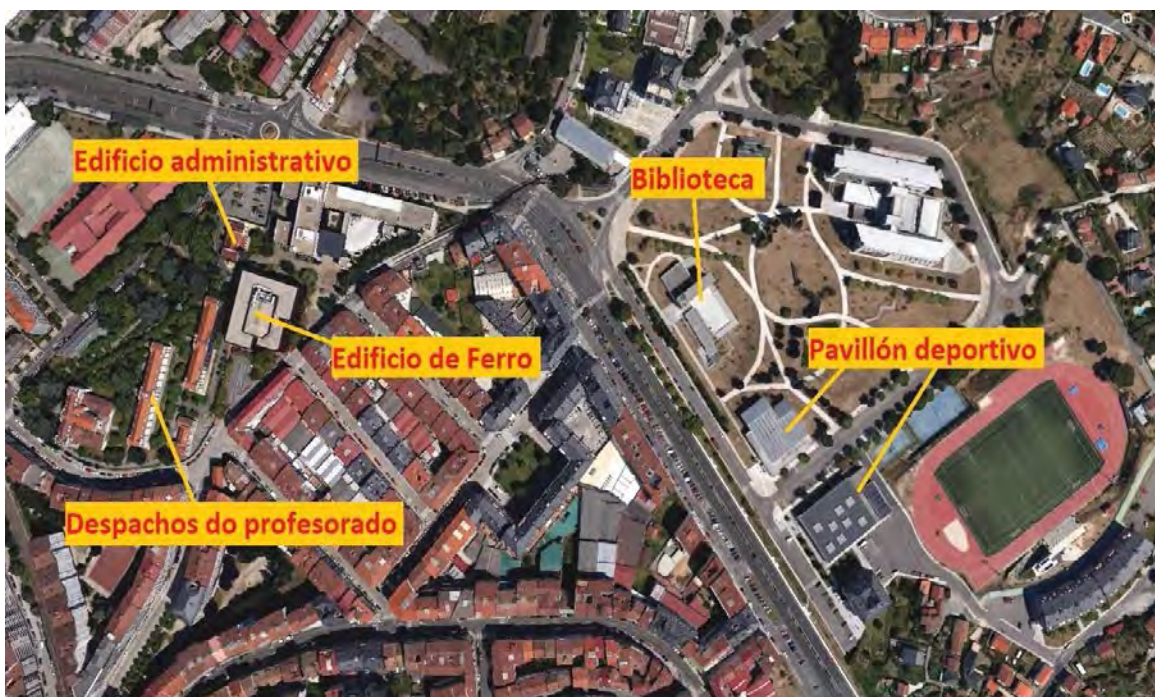 Edificio administrativo
Biblioteca
Edificio de Ferro
Pavillón deportivo
Despachos do profesorado